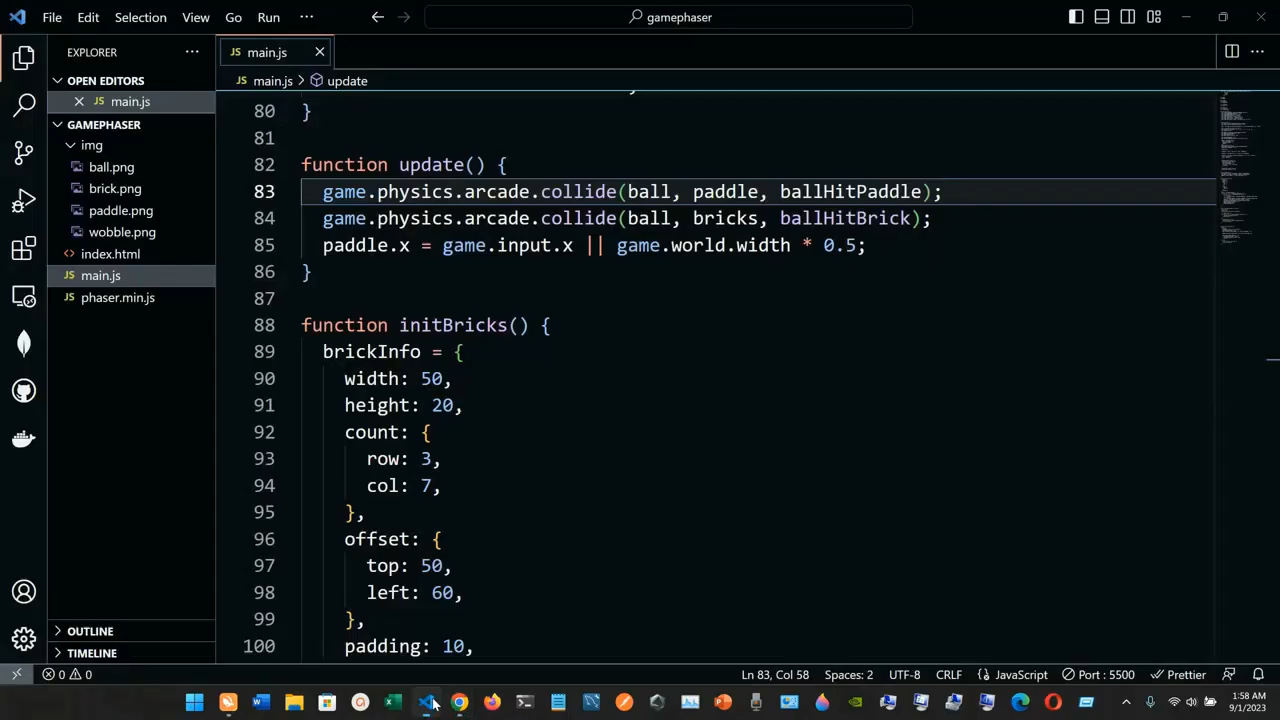 File Edit Selection View Go Run ··· gamephaser
EXPLORER ···
OPEN EDITORS
JS main.js
GAMEPHASER
img
ball.png
brick.png
paddle.png
wobble.png
<> index.html
JS main.js
JS phaser.min.js
OUTLINE
TIMELINE
JS main.js
JS main.js > update
80 }
81
82 function update() {
83 game.physics.arcade.collide(ball, paddle, ballHitPaddle);
84 game.physics.arcade.collide(ball, bricks, ballHitBrick);
85 paddle.x = game.input.x || game.world.width * 0.5;
86 }
87
88 function initBricks() {
89 brickInfo = {
90 width: 50,
91 height: 20,
92 count: {
93 row: 3,
94 col: 7,
95 },
96 offset: {
97 top: 50,
98 left: 60,
99 },
100 padding: 10,
0 0 Ln 83, Col 58 Spaces: 2 UTF-8 CRLF {} JavaScript Port : 5500 Prettier
1:58 AM
9/1/2023